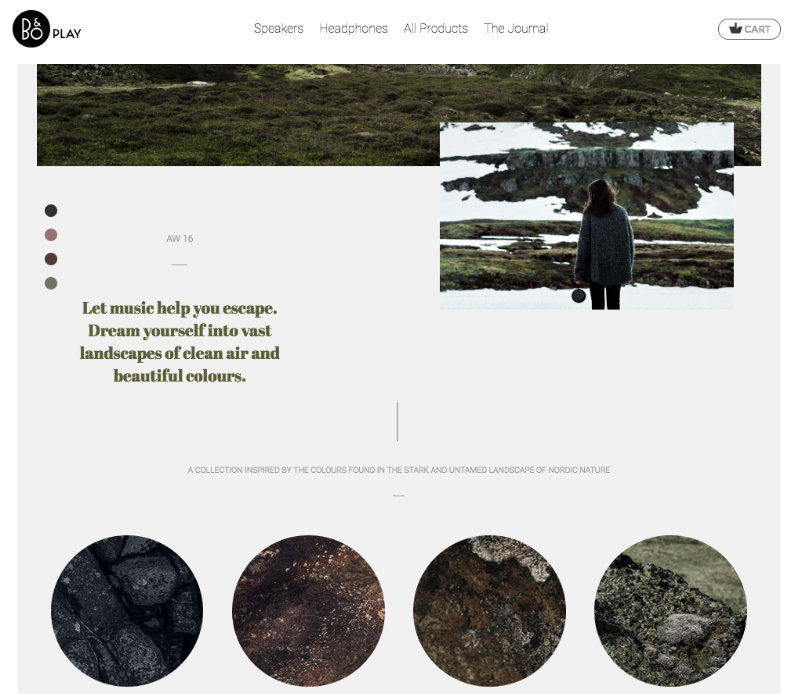 B&O PLAY
Speakers Headphones All Products The Journal
CART
AW 16
Let music help you escape.
Dream yourself into vast
landscapes of clean air and
beautiful colours.
A COLLECTION INSPIRED BY THE COLOURS FOUND IN THE STARK AND UNTAMED LANDSCAPE OF NORDIC NATURE